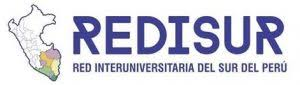 REDISUR
RED INTERUNIVERSITARIA DEL SUR DEL PERÚ